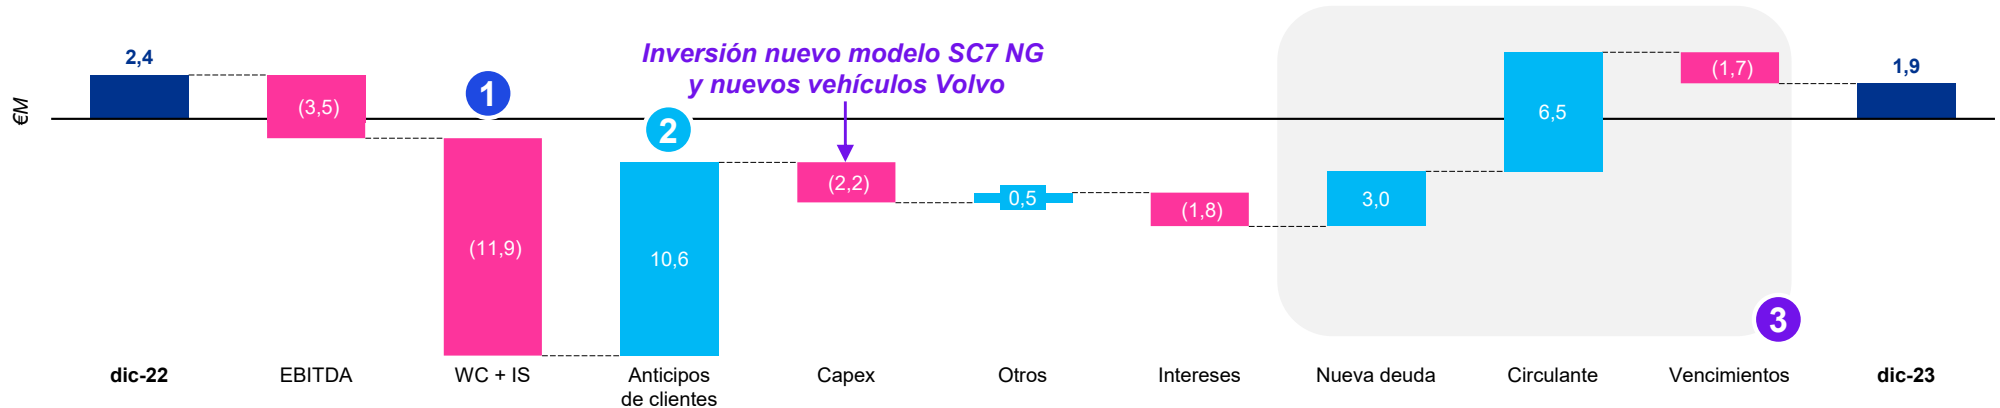 Inversión nuevo modelo SC7 NG
y nuevos vehículos Volvo
€M
2,4
(3,5)
1
(11,9)
2
10,6
(2,2)
0,5
(1,8)
3,0
6,5
(1,7)
1,9
3
dic-22
EBITDA
WC + IS
Anticipos
de clientes
Capex
Otros
Intereses
Nueva deuda
Circulante
Vencimientos
dic-23